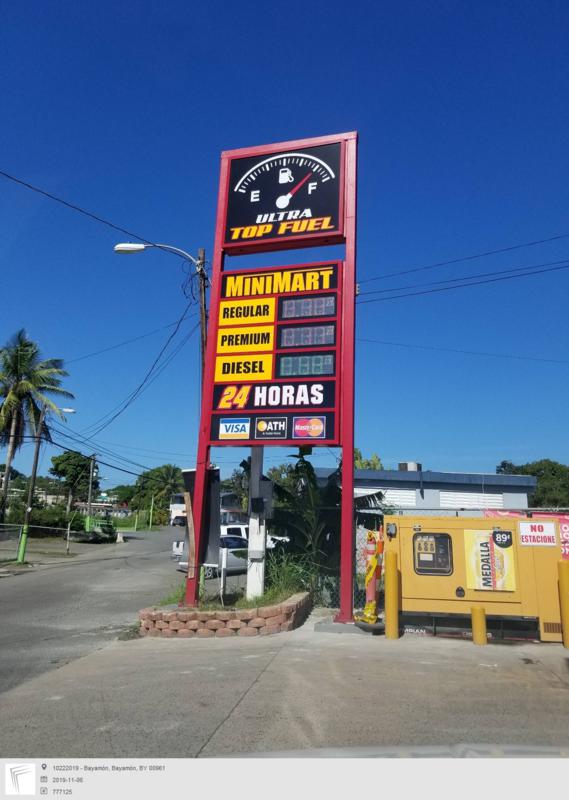 E F
ULTRA
TOP FUEL
MINIMART
REGULAR
PREMIUM
DIESEL
24 HORAS
VISA
ATH
MasterCard
MEDALLA
89¢
NO
ESTACIONE
10222019 - Bayamón, Bayamón, BY 00961
2019-11-06
777125